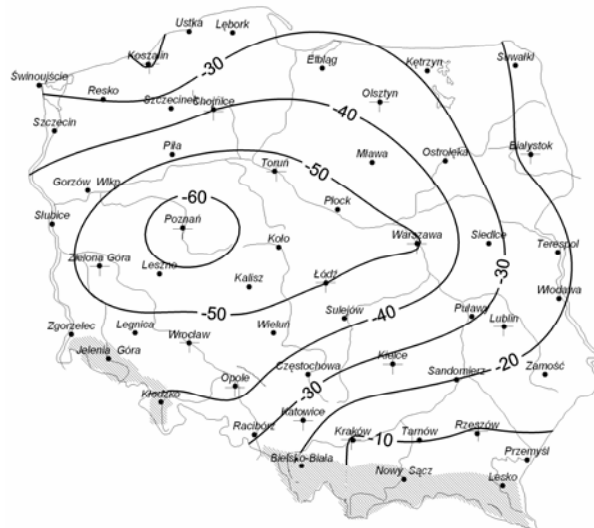 Ustka
Lębork
Koszalin
-30
Elbląg
Kętrzyn
Suwałki
Świnoujście
Resko
Szczecinek
Chojnice
Olsztyn
-40
Szczecin
Piła
Toruń
-50
Mława
Ostrołęka
Białystok
Gorzów Wlkp.
-60
Płock
Słubice
Poznań
Koło
Warszawa
Siedlce
Terespol
Zielona Góra
Leszno
Kalisz
Łódź
-30
Włodawa
-50
Sulejów
-40
Puławy
Lublin
Zgorzelec
Legnica
Wrocław
Wieluń
Jelenia Góra
Opole
Częstochowa
Kielce
-20
Sandomierz
Zamość
Kłodzko
-30
Katowice
Racibórz
Kraków
-10
Tarnów
Rzeszów
Bielsko-Biała
Przemyśl
Nowy Sącz
Lesko